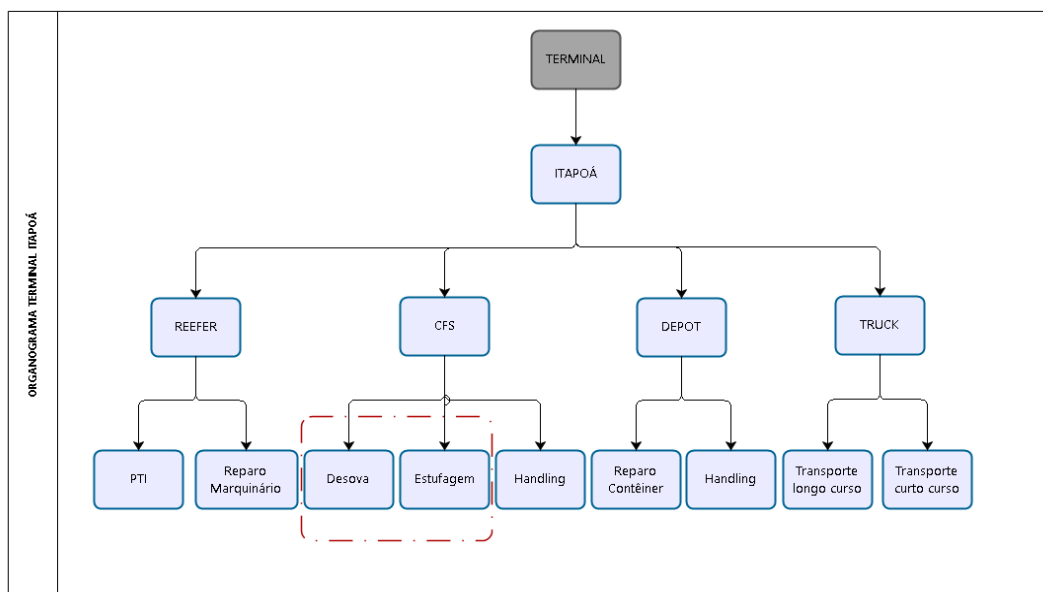 ORGANOGRAMA TERMINAL ITAPOÁ
TERMINAL
ITAPOÁ
REEFER
CFS
DEPOT
TRUCK
PTI
Reparo
Marquinário
Desova
Estufagem
Handling
Reparo
Contêiner
Handling
Transporte
longo curso
Transporte
curto curso